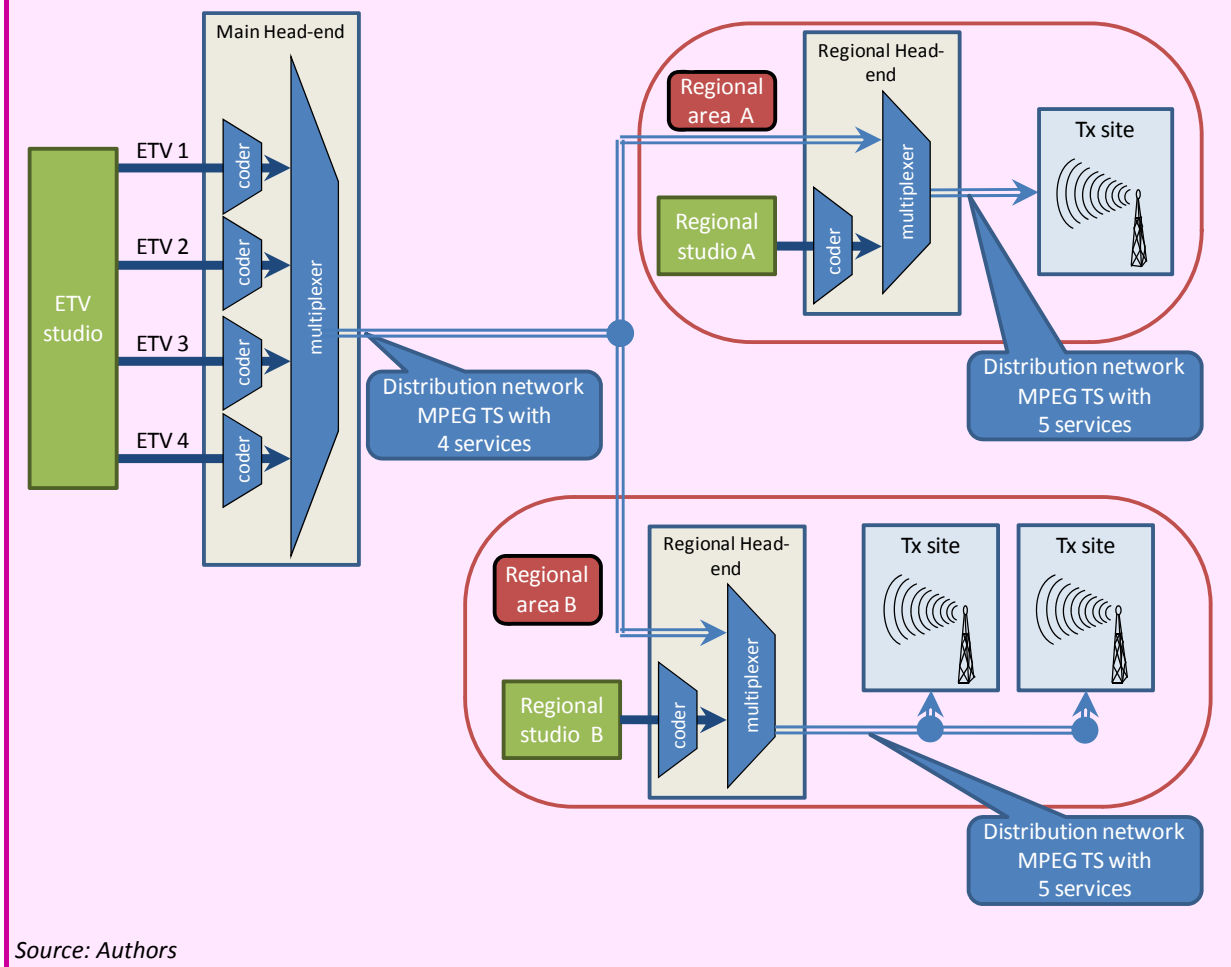 Main Head-end
ETV
studio
ETV 1
ETV 2
ETV 3
ETV 4
coder
coder
coder
coder
multiplexer
Distribution network
MPEG TS with
4 services
Regional
area A
Regional Head-
end
Regional
studio A
coder
multiplexer
Tx site
Distribution network
MPEG TS with
5 services
Regional
area B
Regional Head-
end
Regional
studio B
coder
multiplexer
Tx site
Tx site
Distribution network
MPEG TS with
5 services
Source: Authors